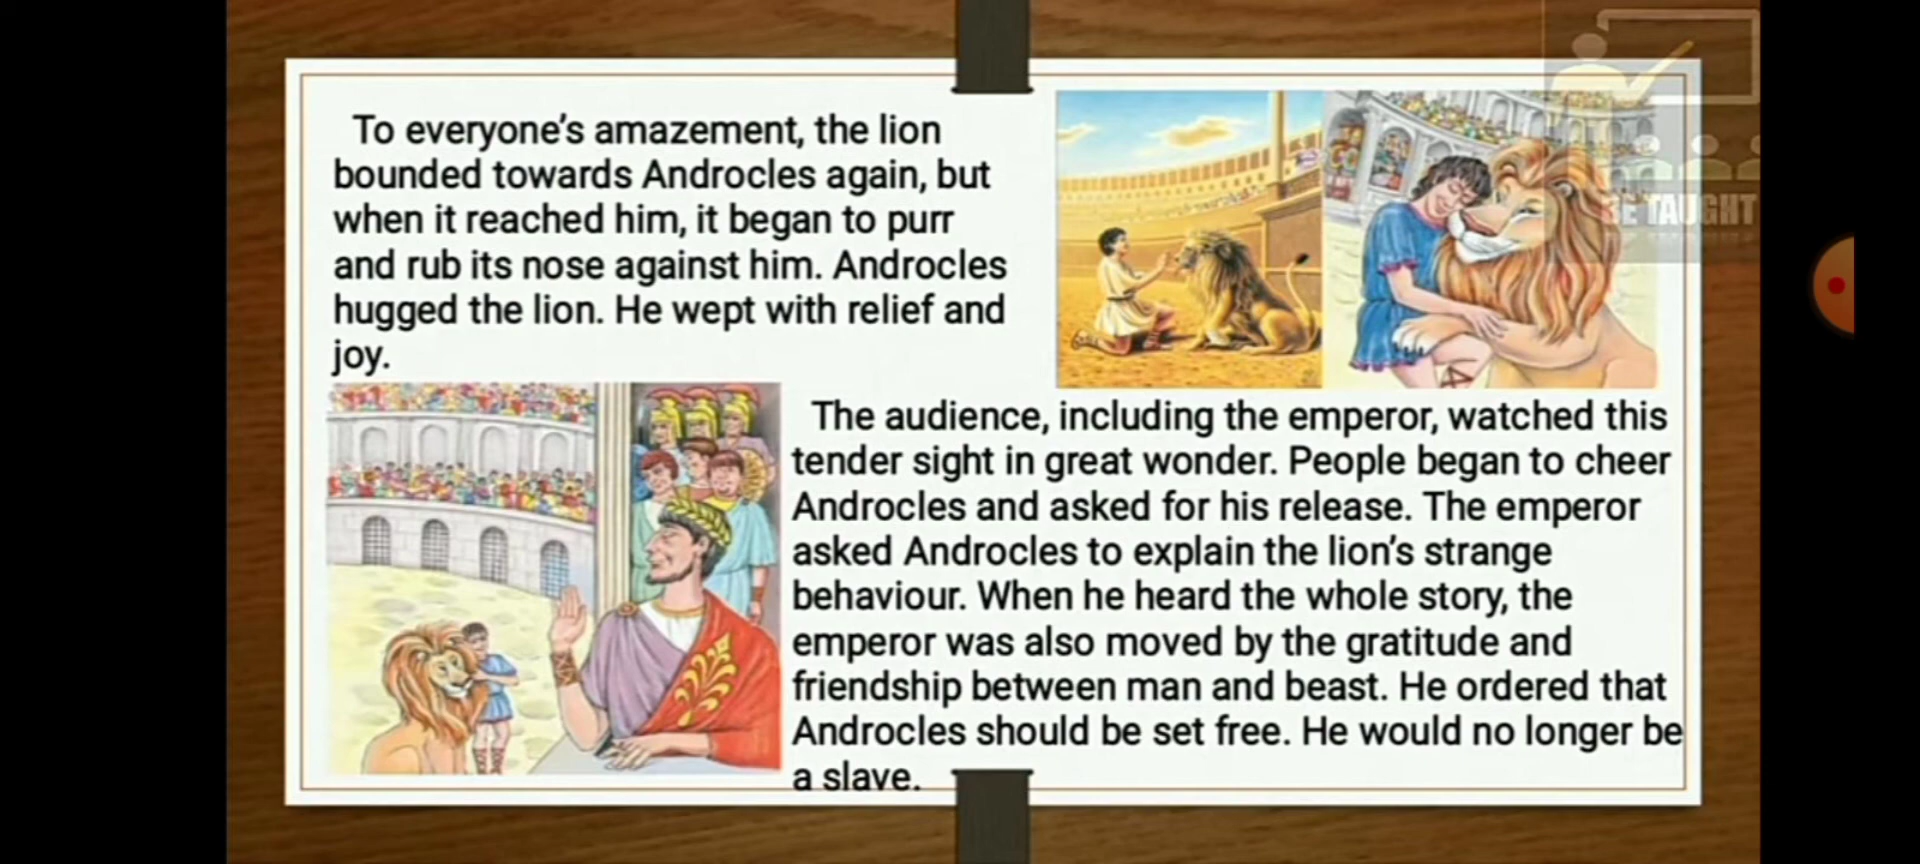 To everyone's amazement, the lion
bounded towards Androcles again, but
when it reached him, it began to purr
and rub its nose against him. Androcles
hugged the lion. He wept with relief and
joy.
The audience, including the emperor, watched this
tender sight in great wonder. People began to cheer
Androcles and asked for his release. The emperor
asked Androcles to explain the lion's strange
behaviour. When he heard the whole story, the
emperor was also moved by the gratitude and
friendship between man and beast. He ordered that
Androcles should be set free. He would no longer be
a slave.
BE TAUGHT